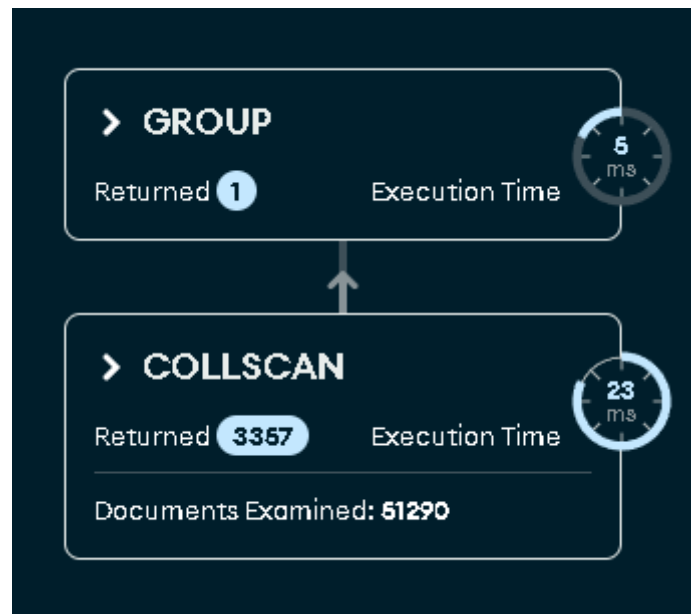 GROUP
Returned 1 Execution Time
5 ms
COLLSCAN
Returned 3357 Execution Time
23 ms
Documents Examined: 51290